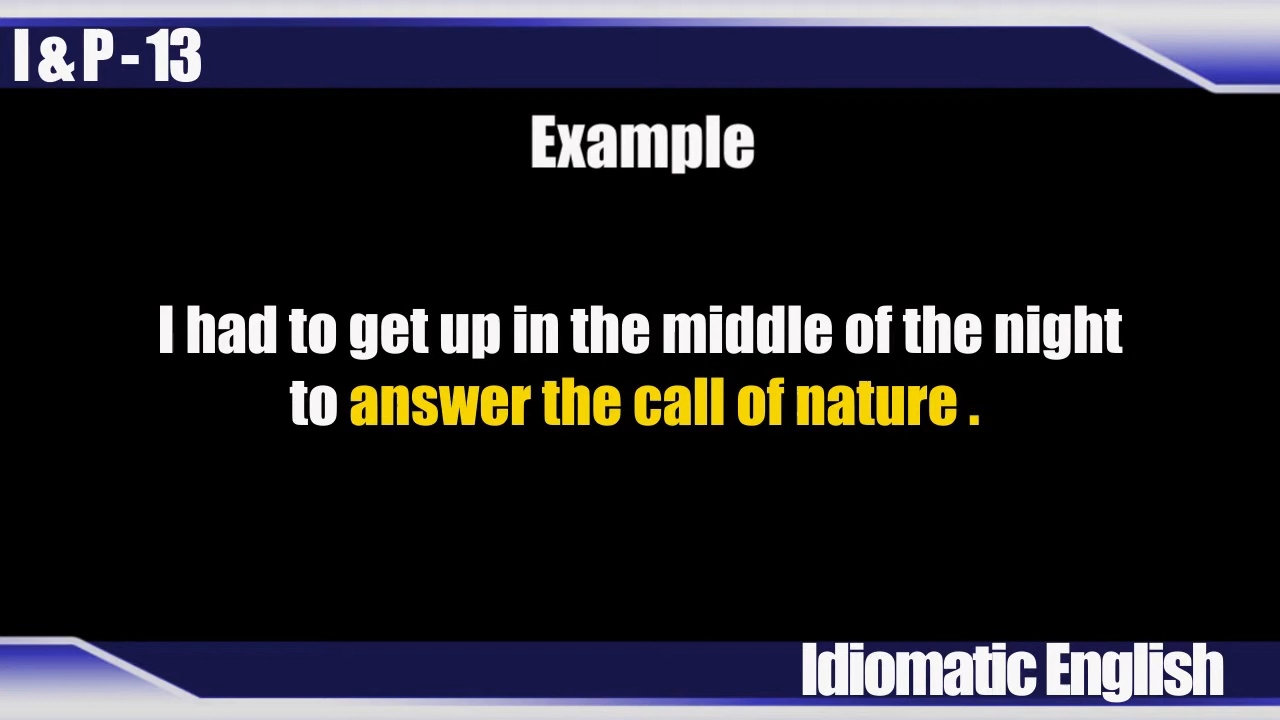 I & P - 13
Example
I had to get up in the middle of the night
to answer the call of nature .
Idiomatic English